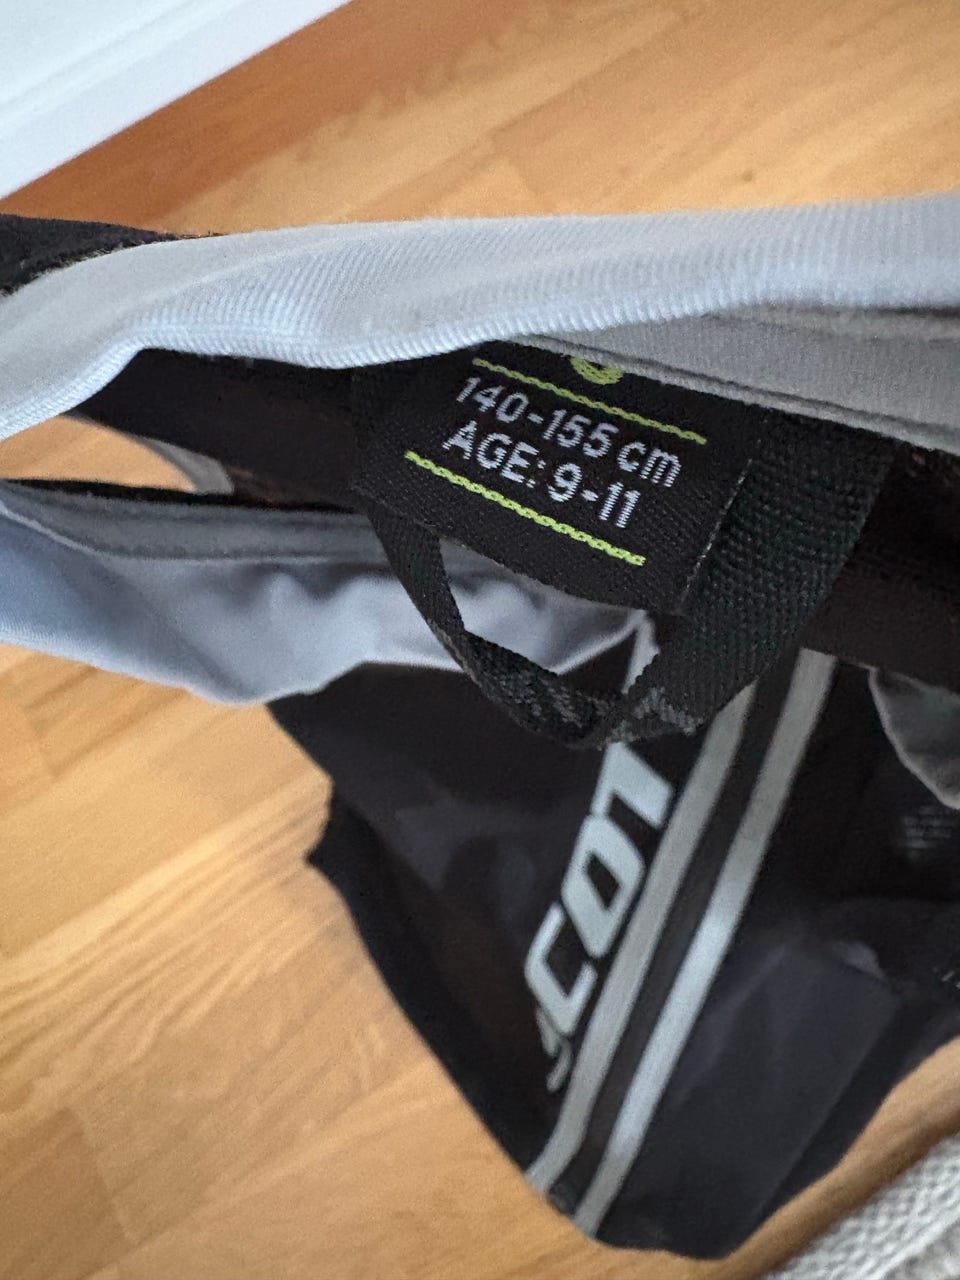 140-155 cm
AGE: 9-11
SCOT